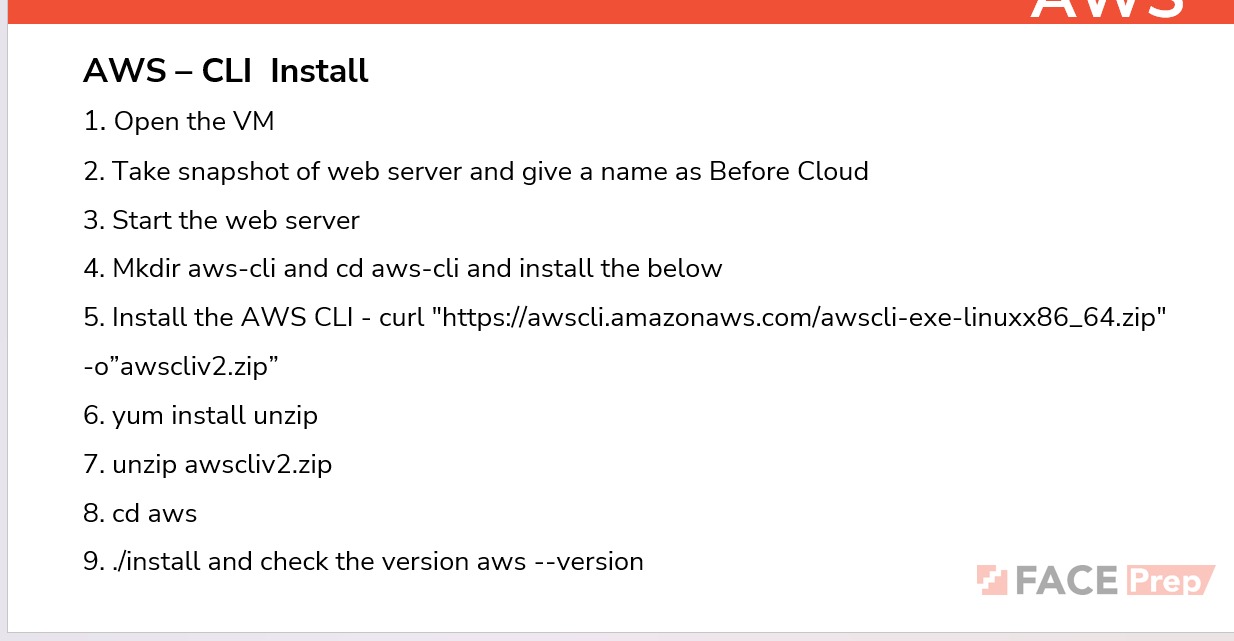 AWS
AWS – CLI Install
1. Open the VM
2. Take snapshot of web server and give a name as Before Cloud
3. Start the web server
4. Mkdir aws-cli and cd aws-cli and install the below
5. Install the AWS CLI - curl "https://awscli.amazonaws.com/awscli-exe-linuxx86_64.zip"
-o”awscliv2.zip”
6. yum install unzip
7. unzip awscliv2.zip
8. cd aws
9. ./install and check the version aws --version
FACE Prep